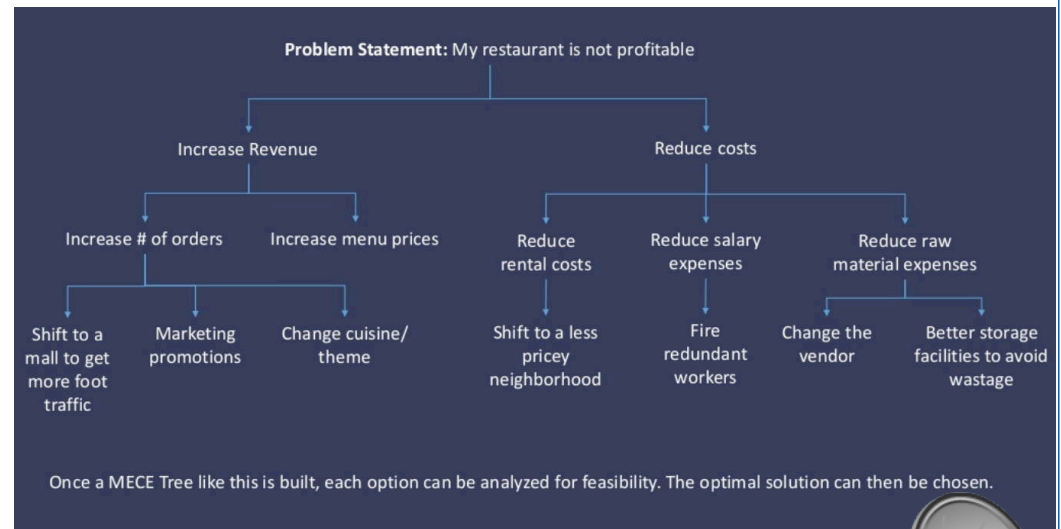 Problem Statement: My restaurant is not profitable
Increase Revenue
Reduce costs
Increase # of orders
Increase menu prices
Reduce
rental costs
Reduce salary
expenses
Reduce raw
material expenses
Shift to a
mall to get
more foot
traffic
Marketing
promotions
Change cuisine/
theme
Shift to a less
pricey
neighborhood
Fire
redundant
workers
Change the
vendor
Better storage
facilities to avoid
wastage
Once a MECE Tree like this is built, each option can be analyzed for feasibility. The optimal solution can then be chosen.